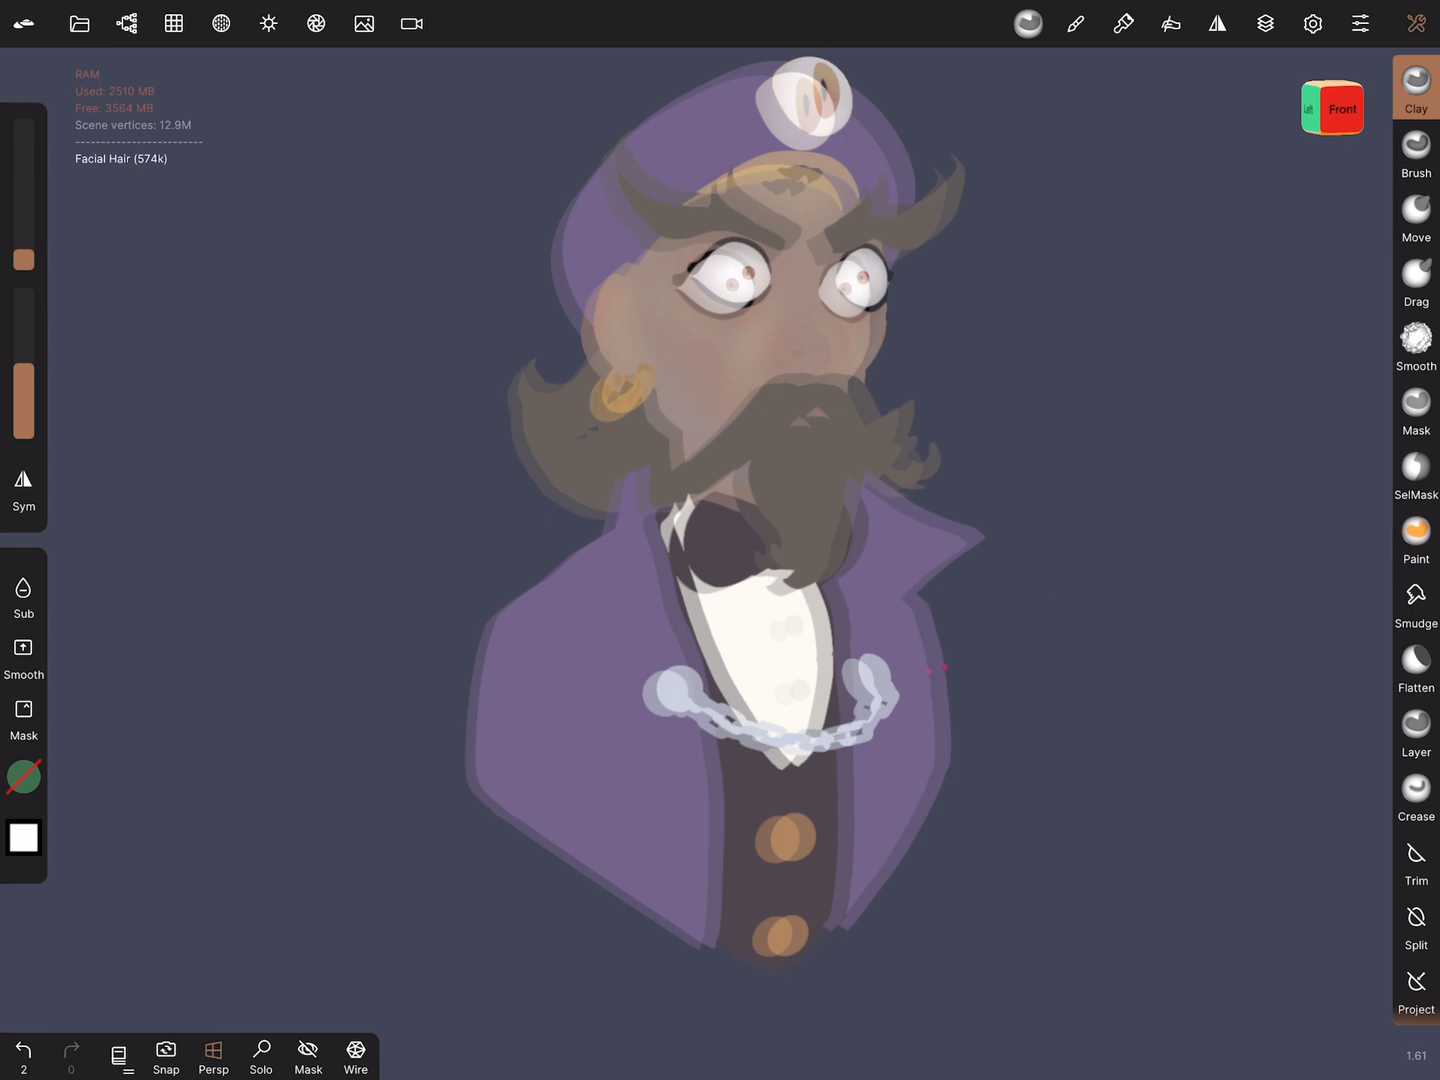 RAM
Used: 2510 MB
Free: 3564 MB
Scene vertices: 12.9M
-------------------------
Facial Hair (574k)
Left
Front
Clay
Brush
Move
Drag
Smooth
Mask
SelMask
Paint
Smudge
Flatten
Layer
Crease
Trim
Split
Project
Sym
Sub
Smooth
Mask
2
0
Snap
Persp
Solo
Mask
Wire
1.61